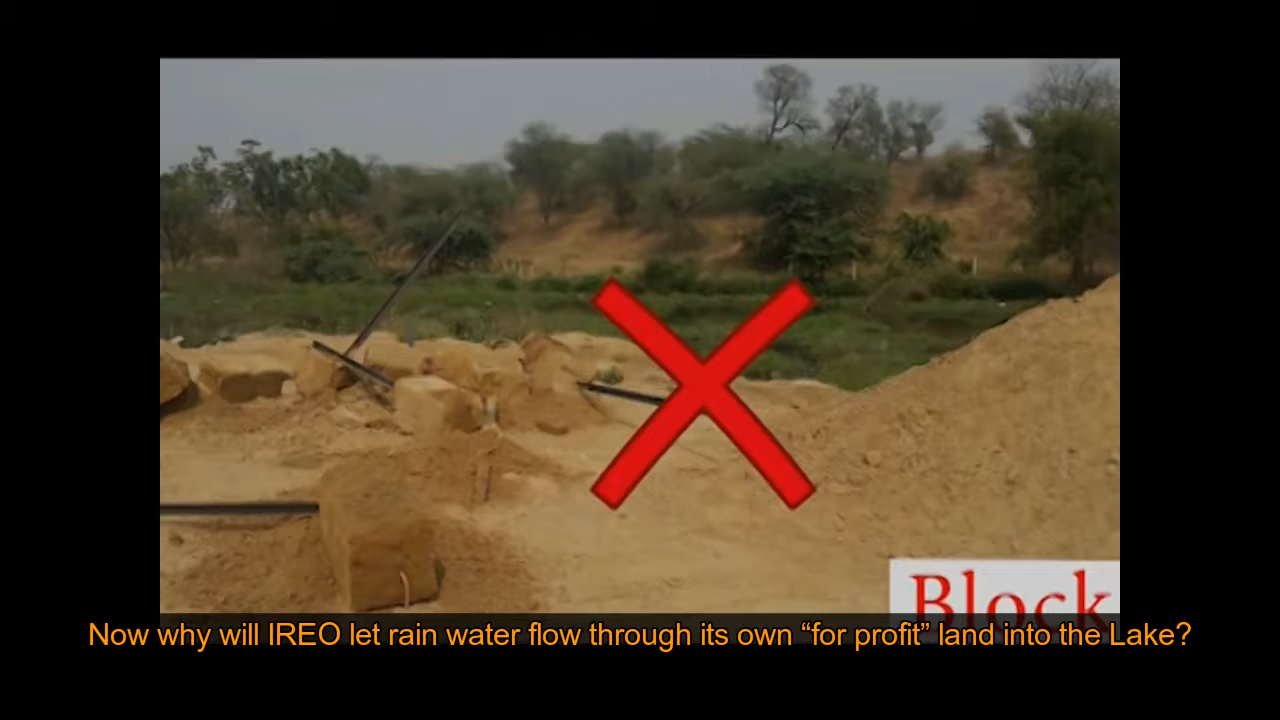 Block
Now why will IREO let rain water flow through its own “for profit” land into the Lake?